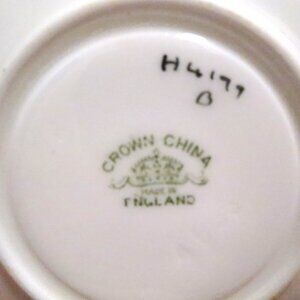 H4177
B
CROWN CHINA
MADE IN
ENGLAND